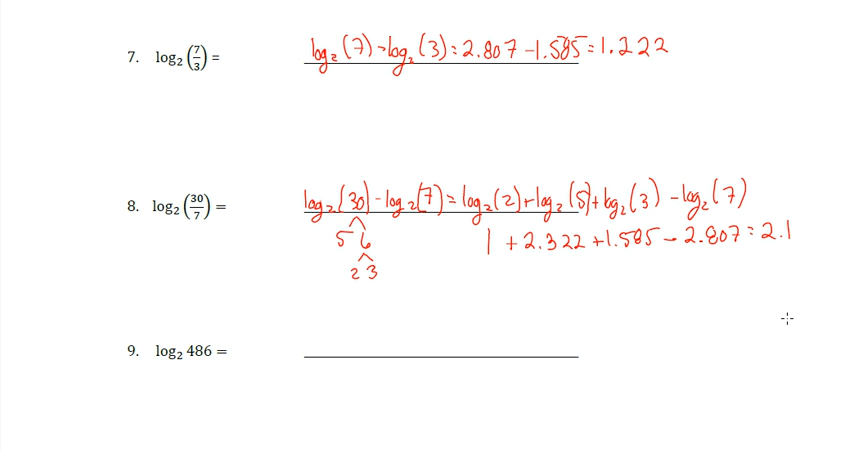 7. log₂(7/3) = log₂(7) - log₂(3) = 2.807 - 1.585 = 1.222
8. log₂(30/7) = log₂(30) - log₂(7) = log₂(2) + log₂(5) + log₂(3) - log₂(7)
5 6 1 + 2.322 + 1.585 - 2.807 = 2.1
2 3
9. log₂ 486 =